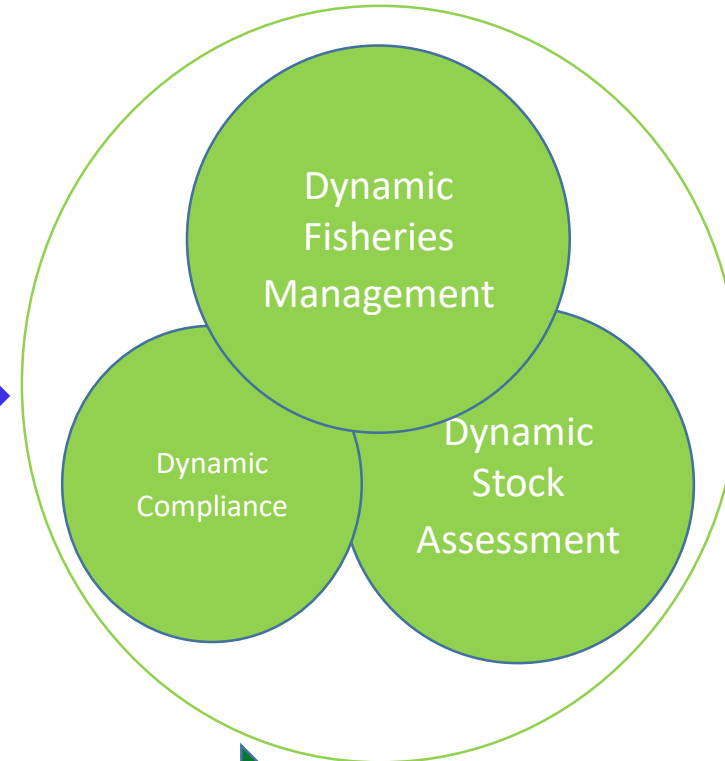 Dynamic
Fisheries
Management
Dynamic
Compliance
Dynamic
Stock
Assessment